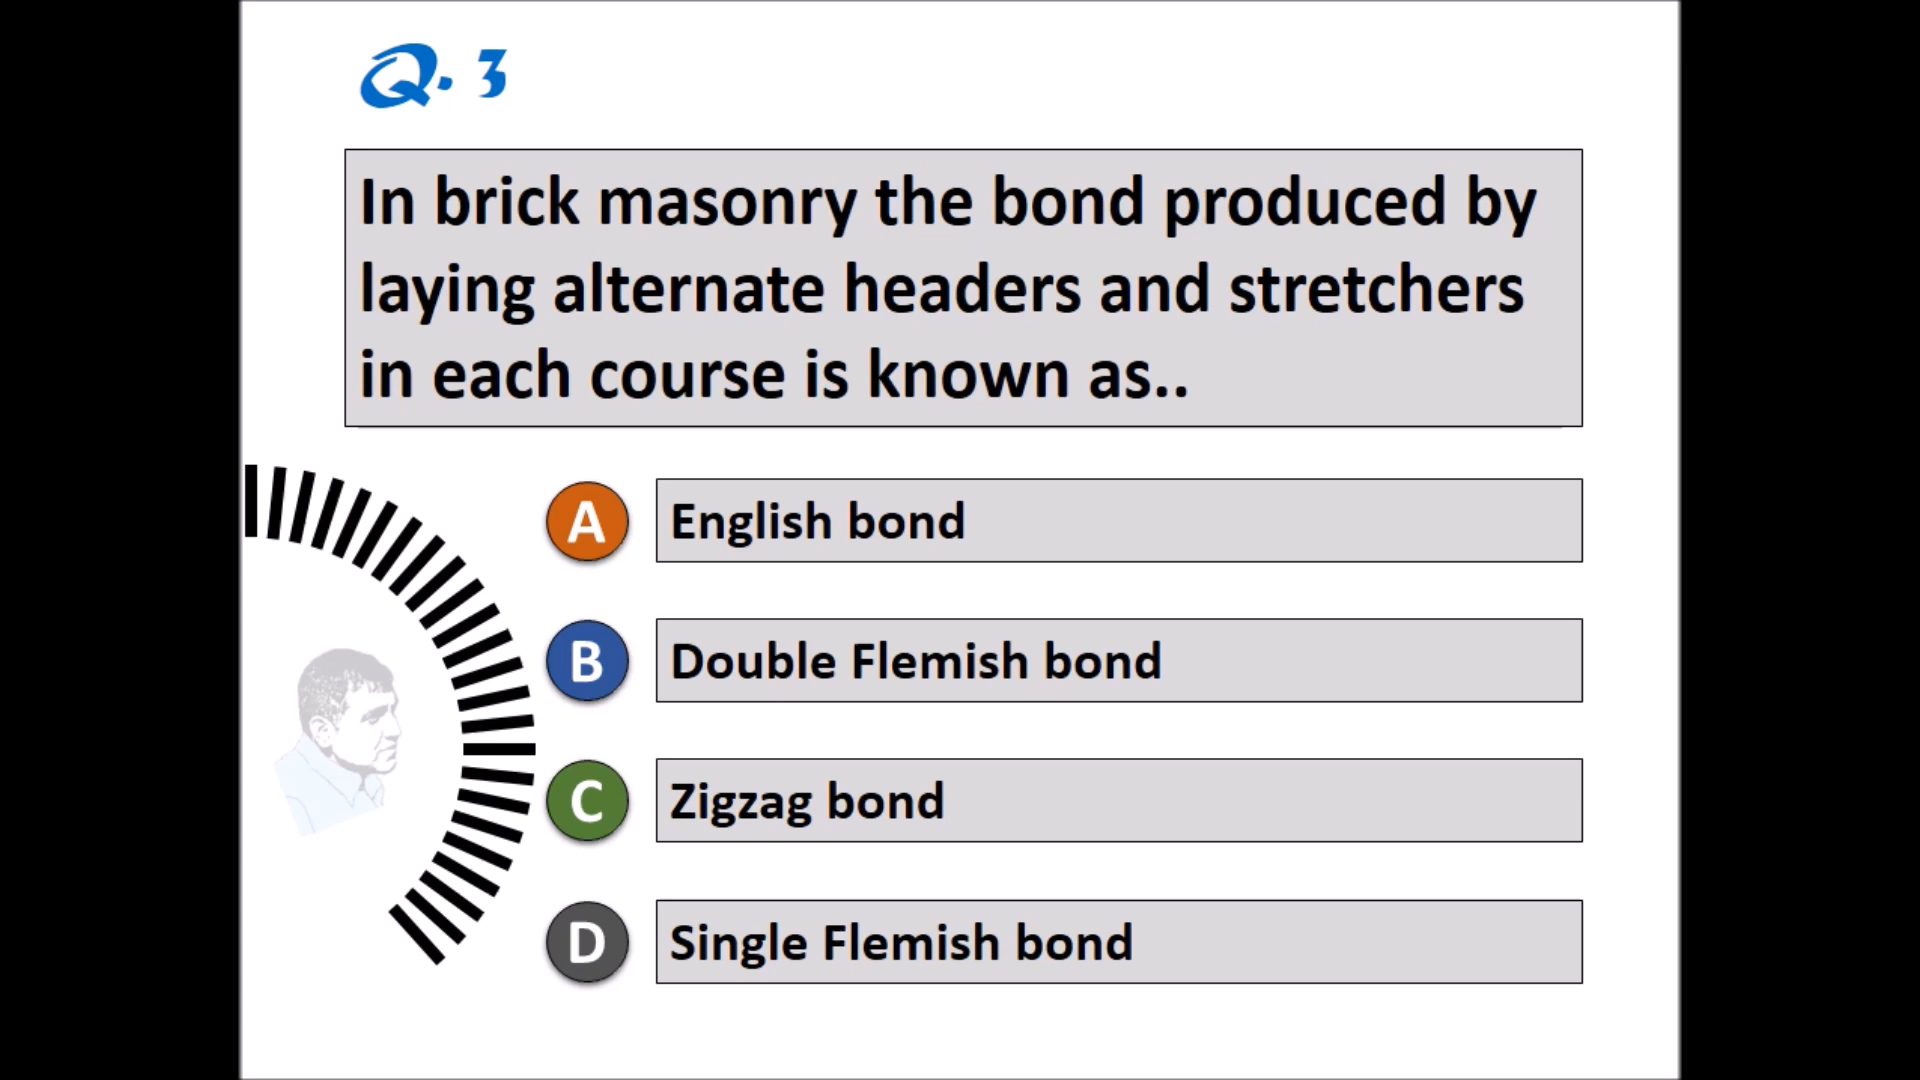 Q. 3
In brick masonry the bond produced by
laying alternate headers and stretchers
in each course is known as..
A English bond
B Double Flemish bond
C Zigzag bond
D Single Flemish bond